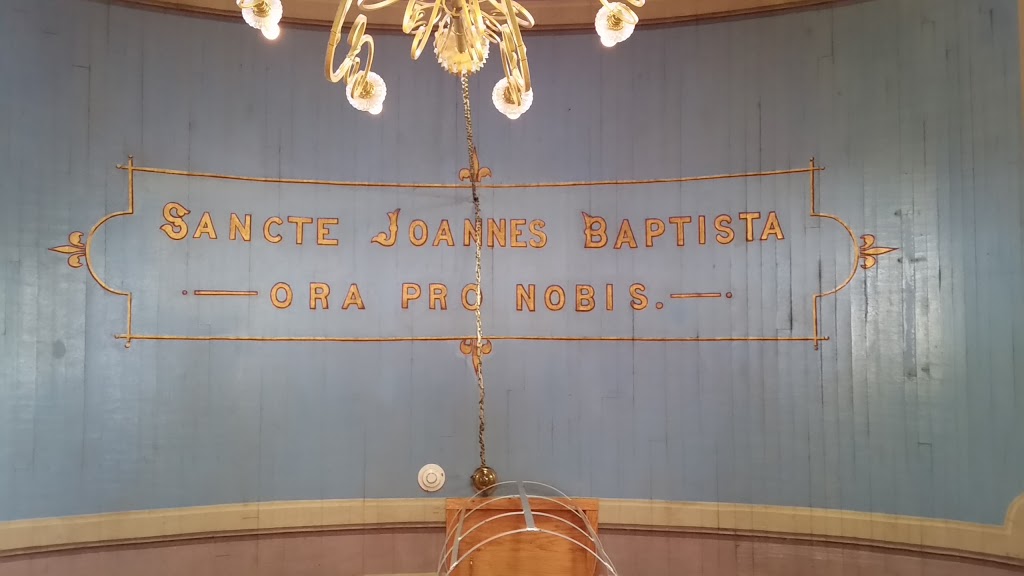 SANCTE JOANNES BAPTISTA
ORA PRO NOBIS.